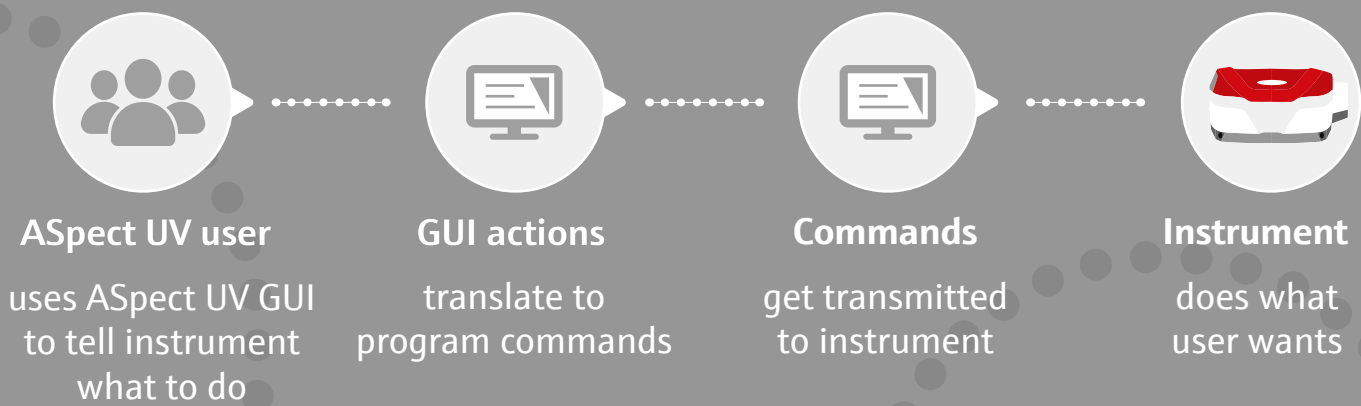 ASpect UV user
uses ASpect UV GUI
to tell instrument
what to do
GUI actions
translate to
program commands
Commands
get transmitted
to instrument
Instrument
does what
user wants